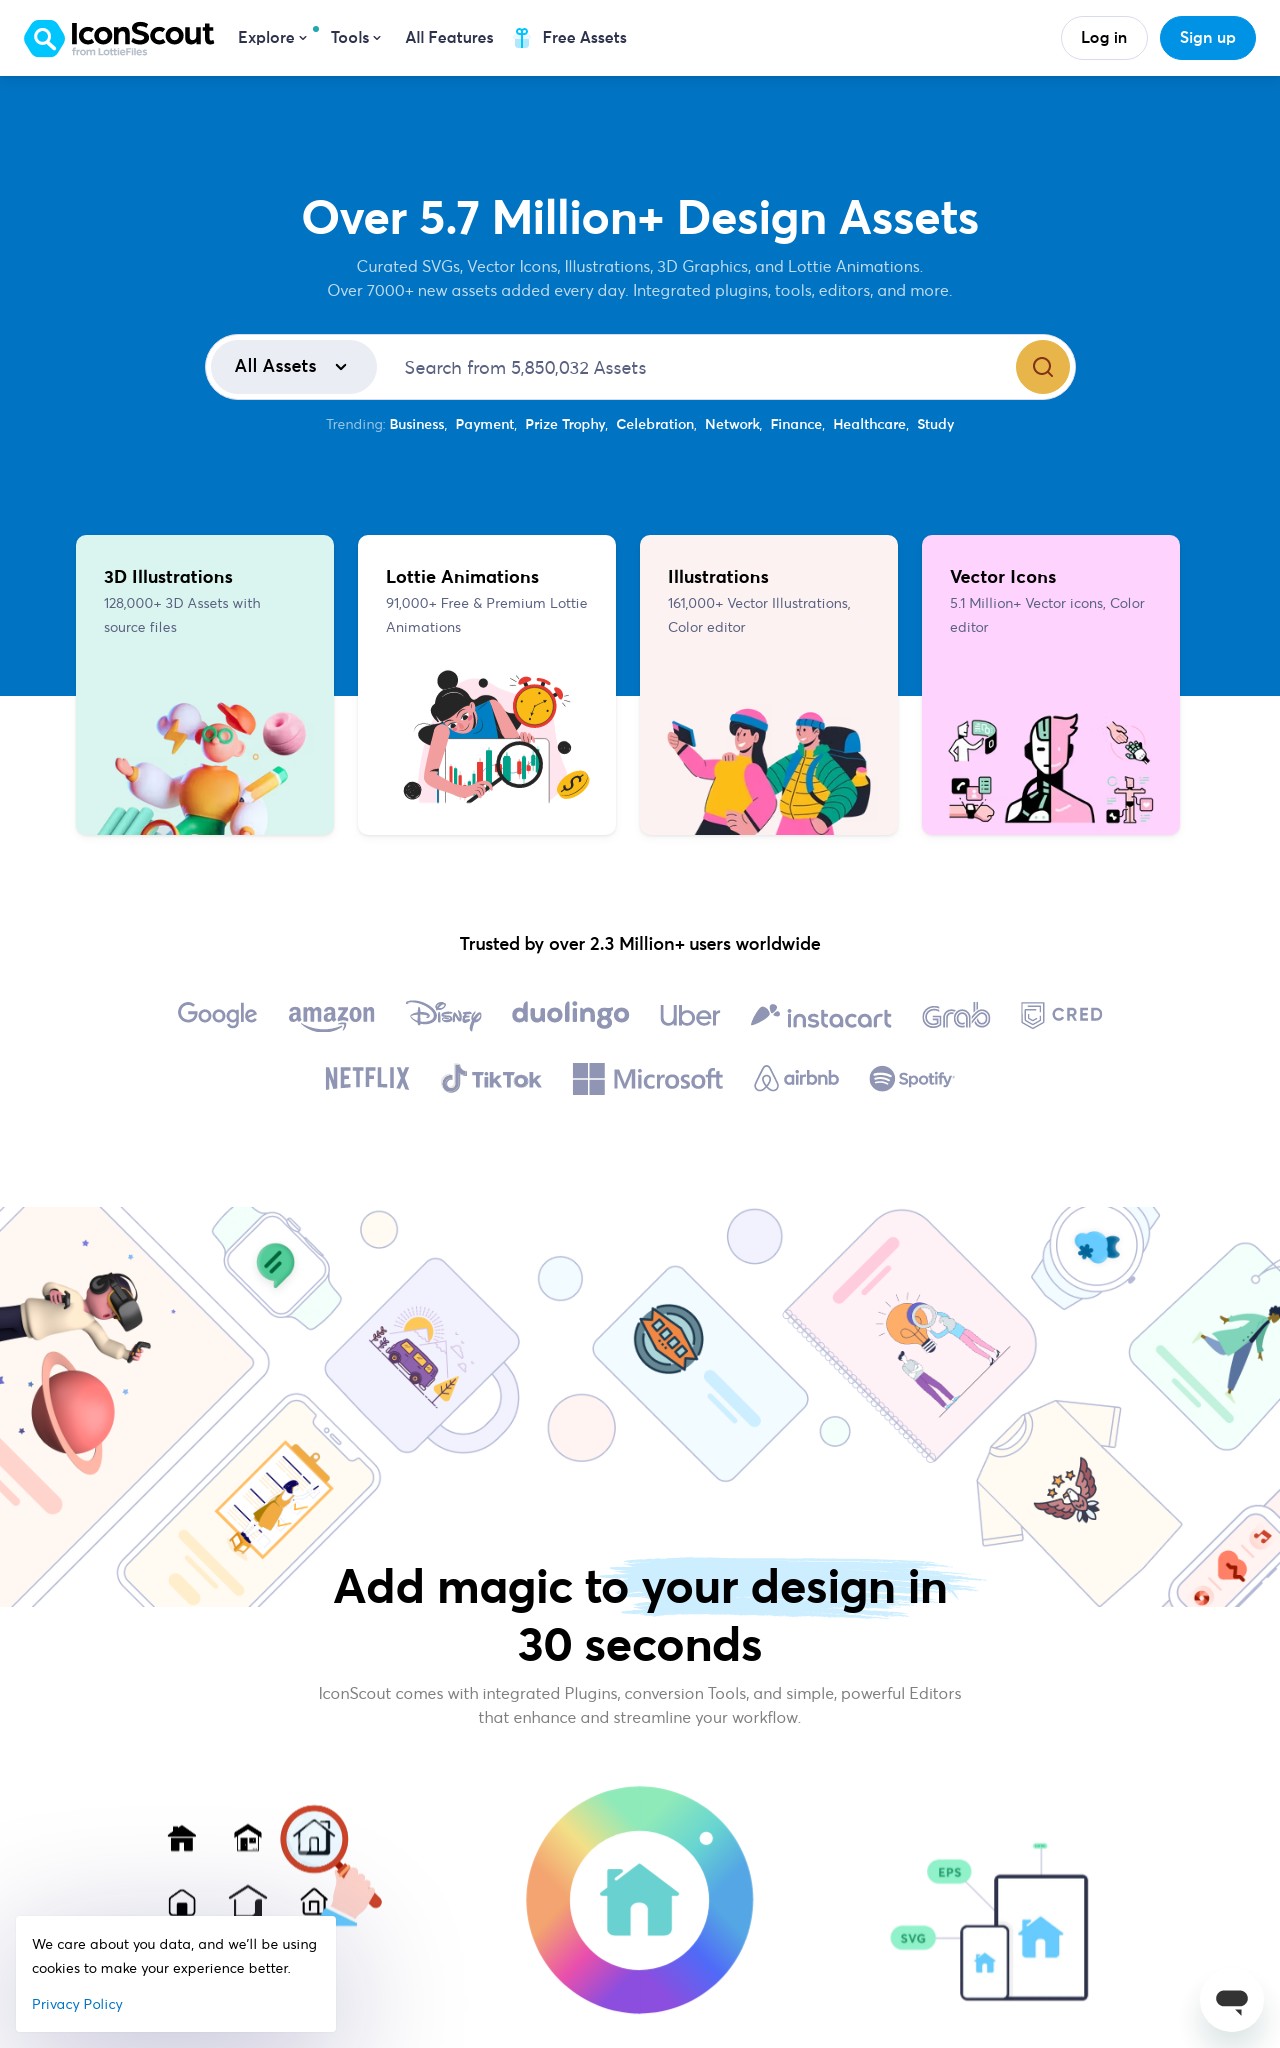 IconScout
from LottieFiles
Explore
Tools
All Features
Free Assets
Log in
Sign up
Over 5.7 Million+ Design Assets
Curated SVGs, Vector Icons, Illustrations, 3D Graphics, and Lottie Animations.
Over 7000+ new assets added every day. Integrated plugins, tools, editors, and more.
All Assets
Search from 5,850,032 Assets
Trending: Business, Payment, Prize Trophy, Celebration, Network, Finance, Healthcare, Study
3D Illustrations
128,000+ 3D Assets with
source files
Lottie Animations
91,000+ Free & Premium Lottie
Animations
Illustrations
161,000+ Vector Illustrations,
Color editor
Vector Icons
5.1 Million+ Vector icons, Color
editor
Trusted by over 2.3 Million+ users worldwide
Google amazon Disney duolingo Uber instacart Grab CRED
NETFLIX TikTok Microsoft airbnb Spotify
Add magic to your design in
30 seconds
IconScout comes with integrated Plugins, conversion Tools, and simple, powerful Editors
that enhance and streamline your workflow.
EPS
SVG
We care about you data, and we'll be using
cookies to make your experience better.
Privacy Policy